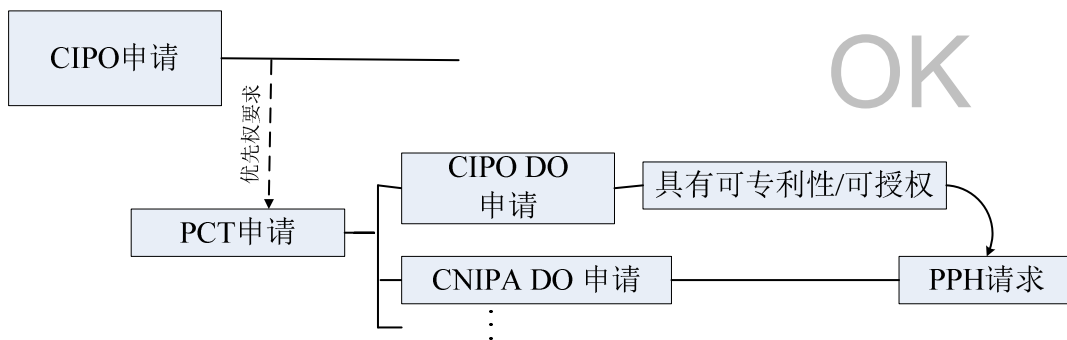 CIPO申请
OK
优先权要求
CIPO DO
申请
具有可专利性/可授权
PCT申请
CNIPA DO 申请
PPH请求